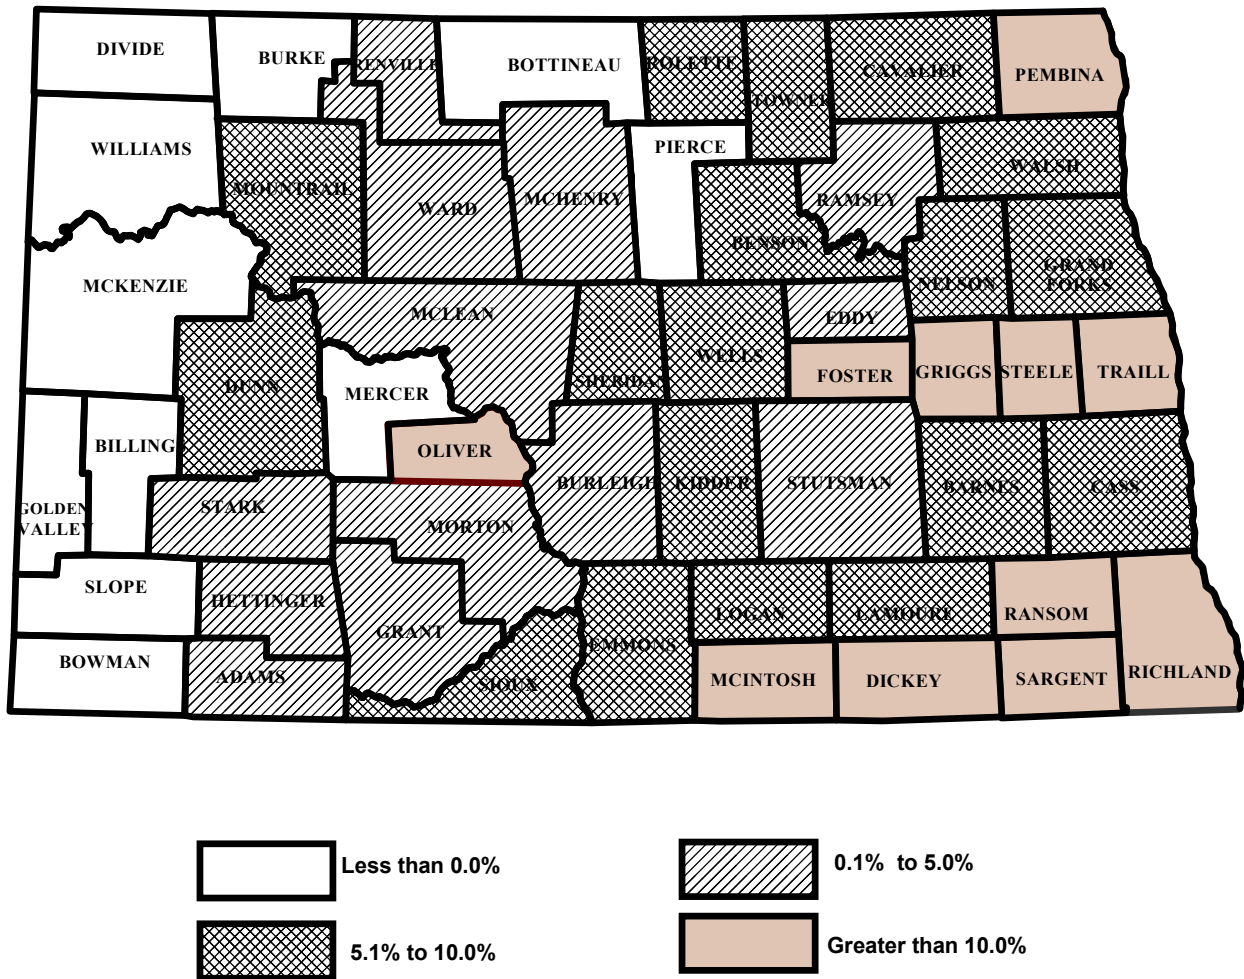 DIVIDE
BURKE
RENVILLE
BOTTINEAU
ROLETTE
TOWNER
CAVALIER
PEMBINA
WILLIAMS
MOUNTRAIL
WARD
MCHENRY
PIERCE
BENSON
RAMSEY
WALSH
MCKENZIE
MCLEAN
NELSON
GRAND
FORKS
EDDY
DUNN
SHERIDAN
WELLS
FOSTER
GRIGGS
STEELE
TRAILL
MERCER
BILLING
OLIVER
GOLDEN
VALLEY
STARK
MORTON
BURLEIGH
KIDDER
STUTSMAN
BARNES
CASS
SLOPE
HETTINGER
GRANT
EMMONS
LOGAN
LAMOURE
RANSOM
BOWMAN
ADAMS
SIOUX
MCINTOSH
DICKEY
SARGENT
RICHLAND
Less than 0.0%
0.1% to 5.0%
5.1% to 10.0%
Greater than 10.0%